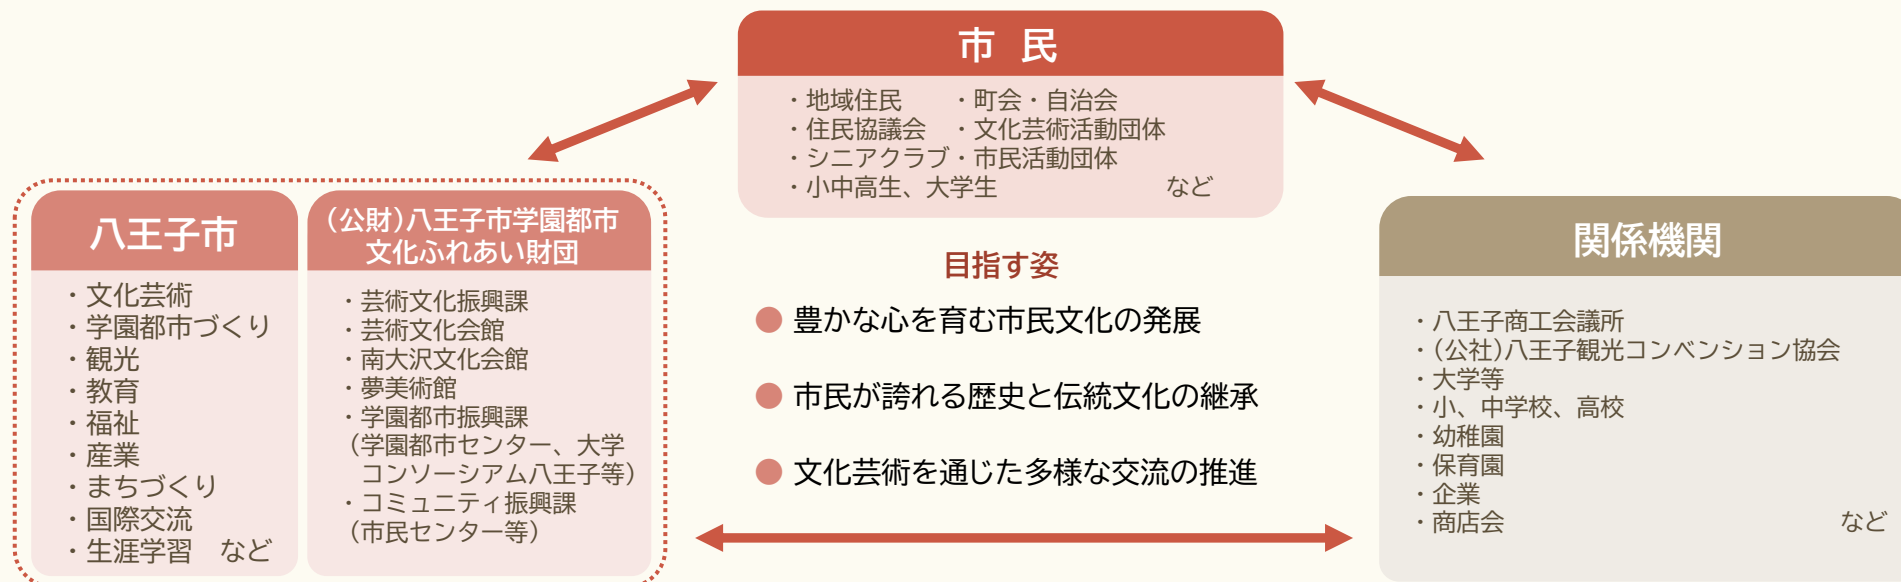 市 民
・地域住民　　・町会・自治会
・住民協議会　・文化芸術活動団体
・シニアクラブ・市民活動団体
・小中高生、大学生　　　　　　　など
八王子市
・文化芸術
・学園都市づくり
・観光
・教育
・福祉
・産業
・まちづくり
・国際交流
・生涯学習　など
(公財)八王子市学園都市
文化ふれあい財団
・芸術文化振興課
・芸術文化会館
・南大沢文化会館
・夢美術館
・学園都市振興課
(学園都市センター、大学
コンソーシアム八王子等)
・コミュニティ振興課
(市民センター等)
目指す姿
● 豊かな心を育む市民文化の発展
● 市民が誇れる歴史と伝統文化の継承
● 文化芸術を通じた多様な交流の推進
関係機関
・八王子商工会議所
・(公社)八王子観光コンベンション協会
・大学等
・小、中学校、高校
・幼稚園
・保育園
・企業
・商店会　　　　　　　　　　　　　　など